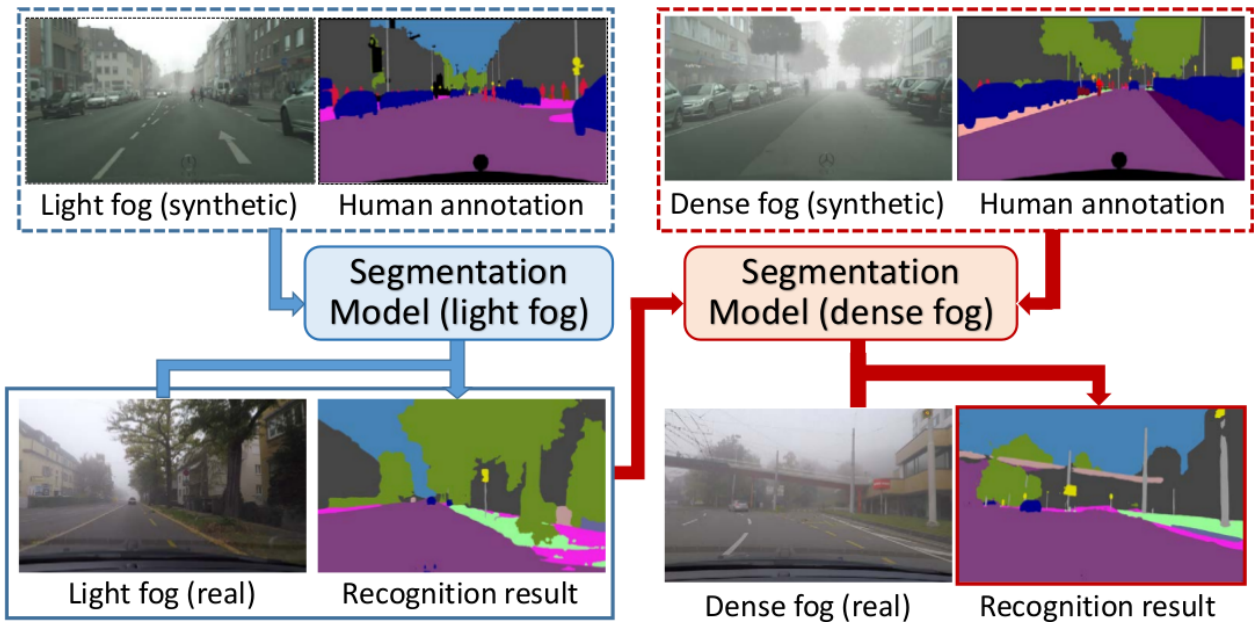 Light fog (synthetic)
Human annotation
Dense fog (synthetic)
Human annotation
Segmentation
Model (light fog)
Segmentation
Model (dense fog)
Light fog (real)
Recognition result
Dense fog (real)
Recognition result